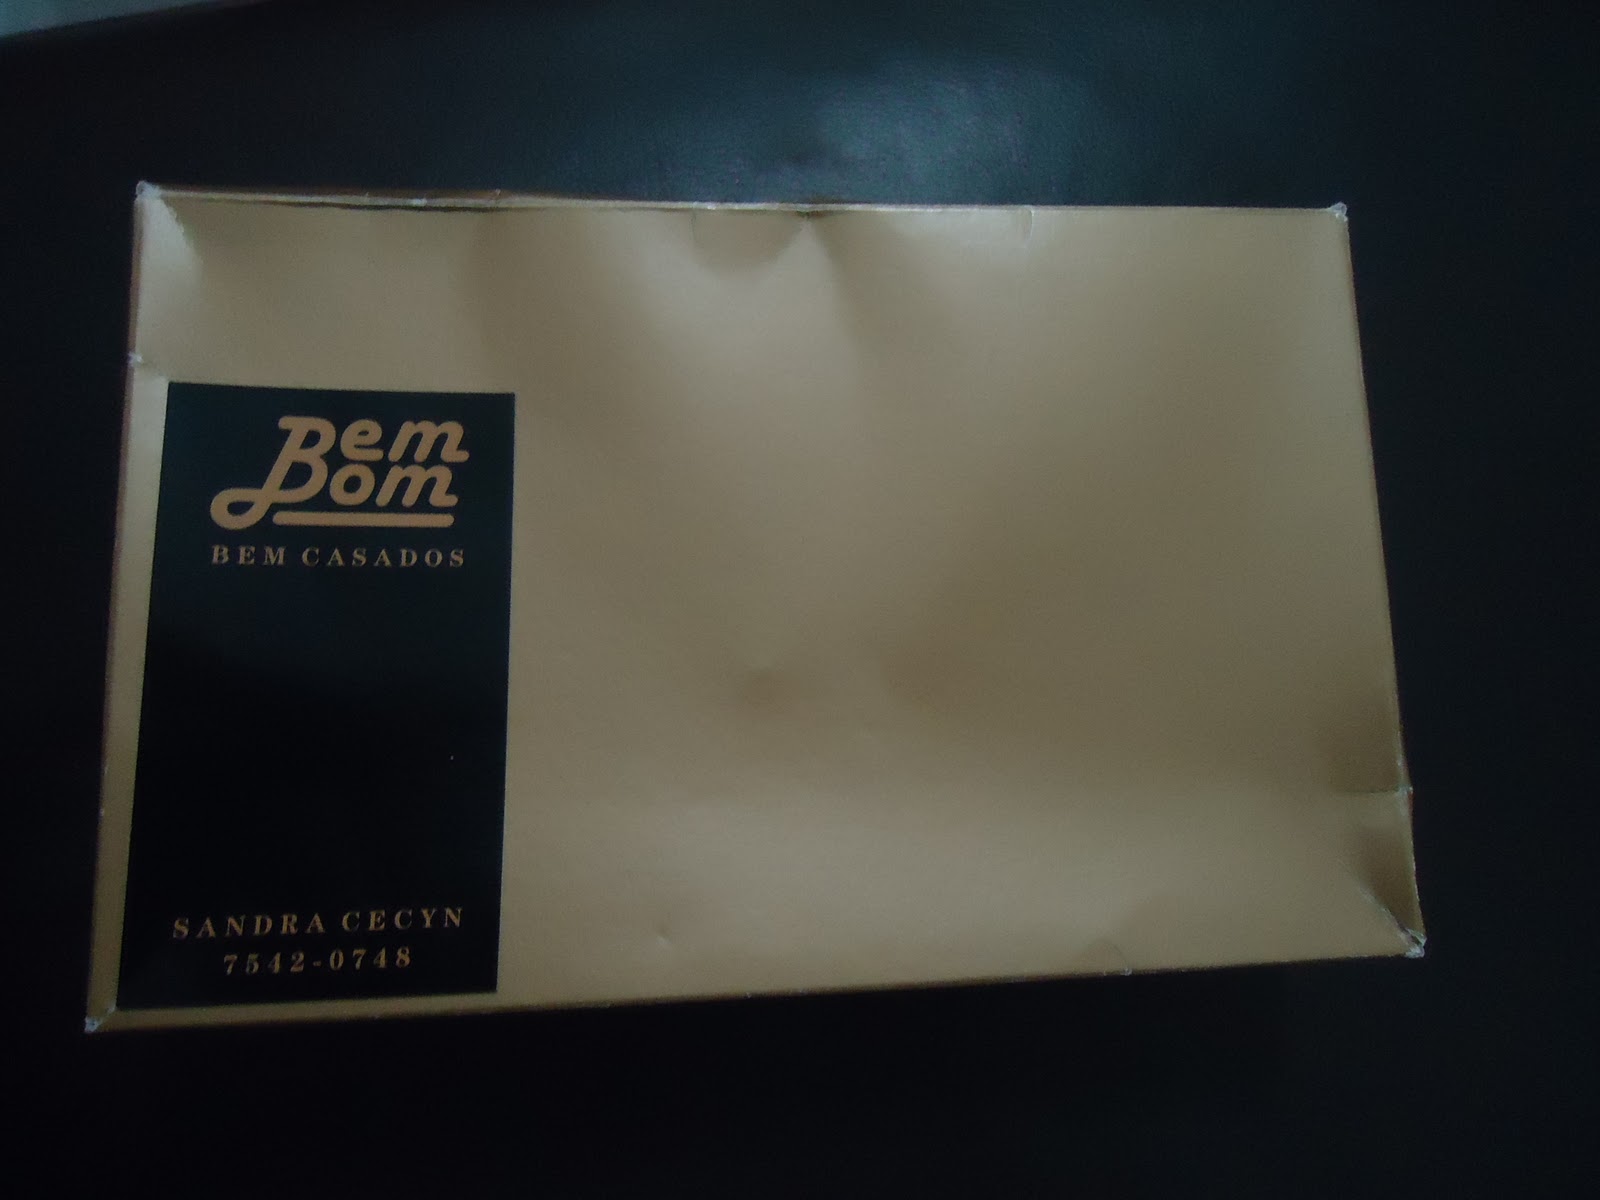 Bem
Bom
BEM CASADOS
SANDRA CECYN
7542-0748